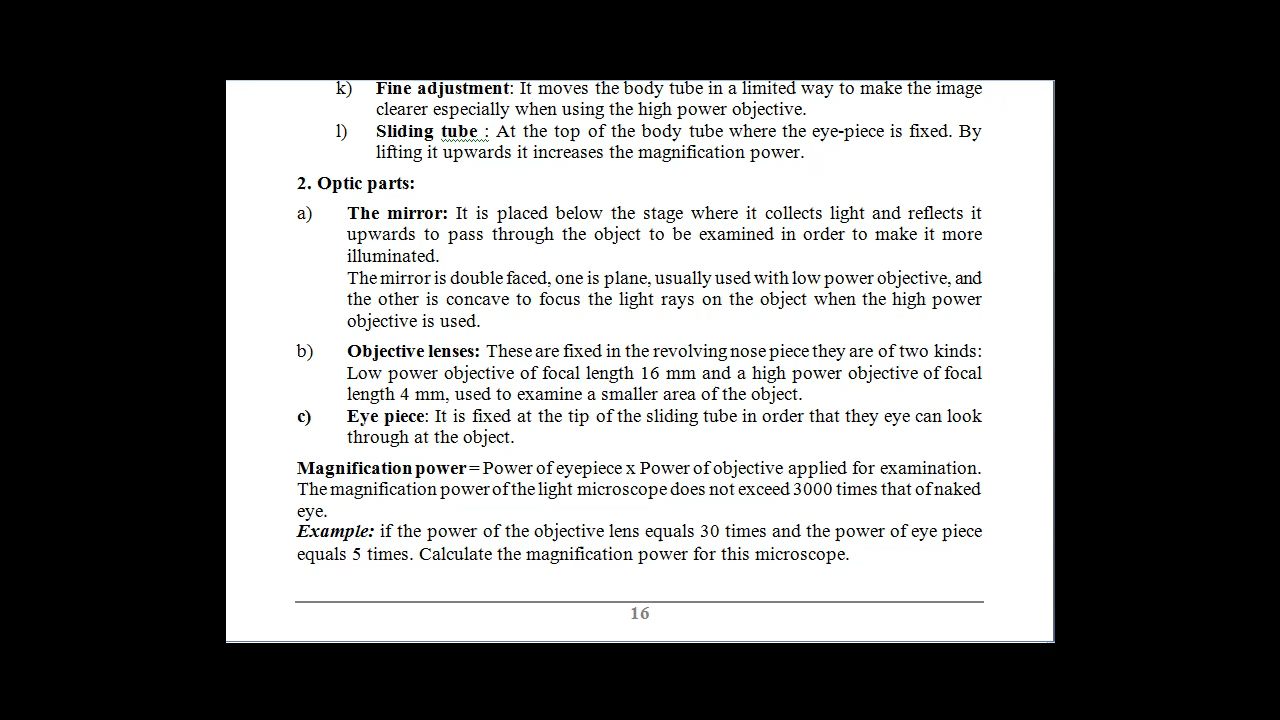 k) Fine adjustment: It moves the body tube in a limited way to make the image
clearer especially when using the high power objective.
l) Sliding tube : At the top of the body tube where the eye-piece is fixed. By
lifting it upwards it increases the magnification power.
2. Optic parts:
a) The mirror: It is placed below the stage where it collects light and reflects it
upwards to pass through the object to be examined in order to make it more
illuminated.
The mirror is double faced, one is plane, usually used with low power objective, and
the other is concave to focus the light rays on the object when the high power
objective is used.
b) Objective lenses: These are fixed in the revolving nose piece they are of two kinds:
Low power objective of focal length 16 mm and a high power objective of focal
length 4 mm, used to examine a smaller area of the object.
c) Eye piece: It is fixed at the tip of the sliding tube in order that they eye can look
through at the object.
Magnification power = Power of eyepiece x Power of objective applied for examination.
The magnification power of the light microscope does not exceed 3000 times that of naked
eye.
Example: if the power of the objective lens equals 30 times and the power of eye piece
equals 5 times. Calculate the magnification power for this microscope.
16